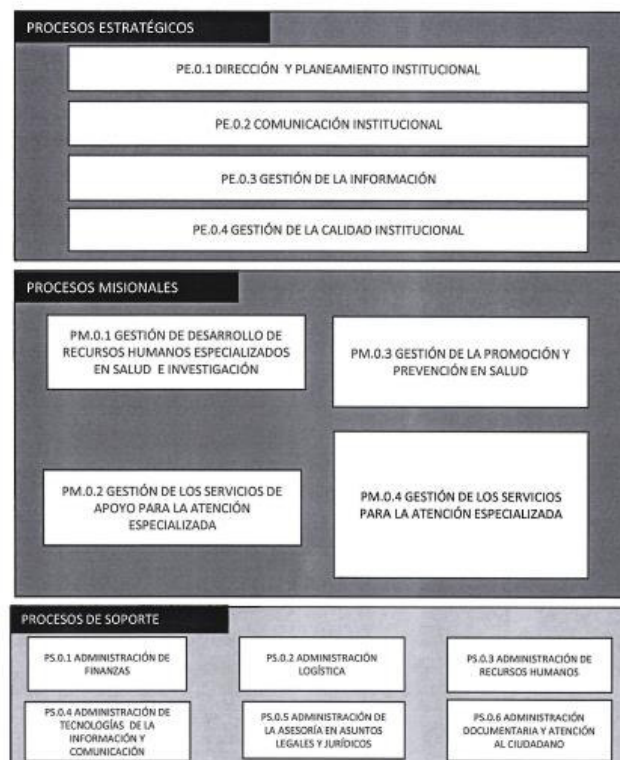 PROCESOS ESTRATÉGICOS
PE.0.1 DIRECCIÓN Y PLANEAMIENTO INSTITUCIONAL
PE.0.2 COMUNICACIÓN INSTITUCIONAL
PE.0.3 GESTIÓN DE LA INFORMACIÓN
PE.0.4 GESTIÓN DE LA CALIDAD INSTITUCIONAL
PROCESOS MISIONALES
PM.0.1 GESTIÓN DE DESARROLLO DE
RECURSOS HUMANOS ESPECIALIZADOS
EN SALUD E INVESTIGACIÓN
PM.0.3 GESTIÓN DE LA PROMOCIÓN Y
PREVENCIÓN EN SALUD
PM.0.2 GESTIÓN DE LOS SERVICIOS DE
APOYO PARA LA ATENCIÓN
ESPECIALIZADA
PM.0.4 GESTIÓN DE LOS SERVICIOS
PARA LA ATENCIÓN ESPECIALIZADA
PROCESOS DE SOPORTE
PS.0.1 ADMINISTRACIÓN DE
FINANZAS
PS.0.2 ADMINISTRACIÓN
LOGÍSTICA
PS.0.3 ADMINISTRACIÓN DE
RECURSOS HUMANOS
PS.0.4 ADMINISTRACIÓN DE
TECNOLOGÍAS DE LA
INFORMACIÓN Y
COMUNICACIÓN
PS.0.5 ADMINISTRACIÓN DE
LA ASESORÍA EN ASUNTOS
LEGALES Y JURÍDICOS
PS.0.6 ADMINISTRACIÓN
DOCUMENTARIA Y ATENCIÓN
AL CIUDADANO